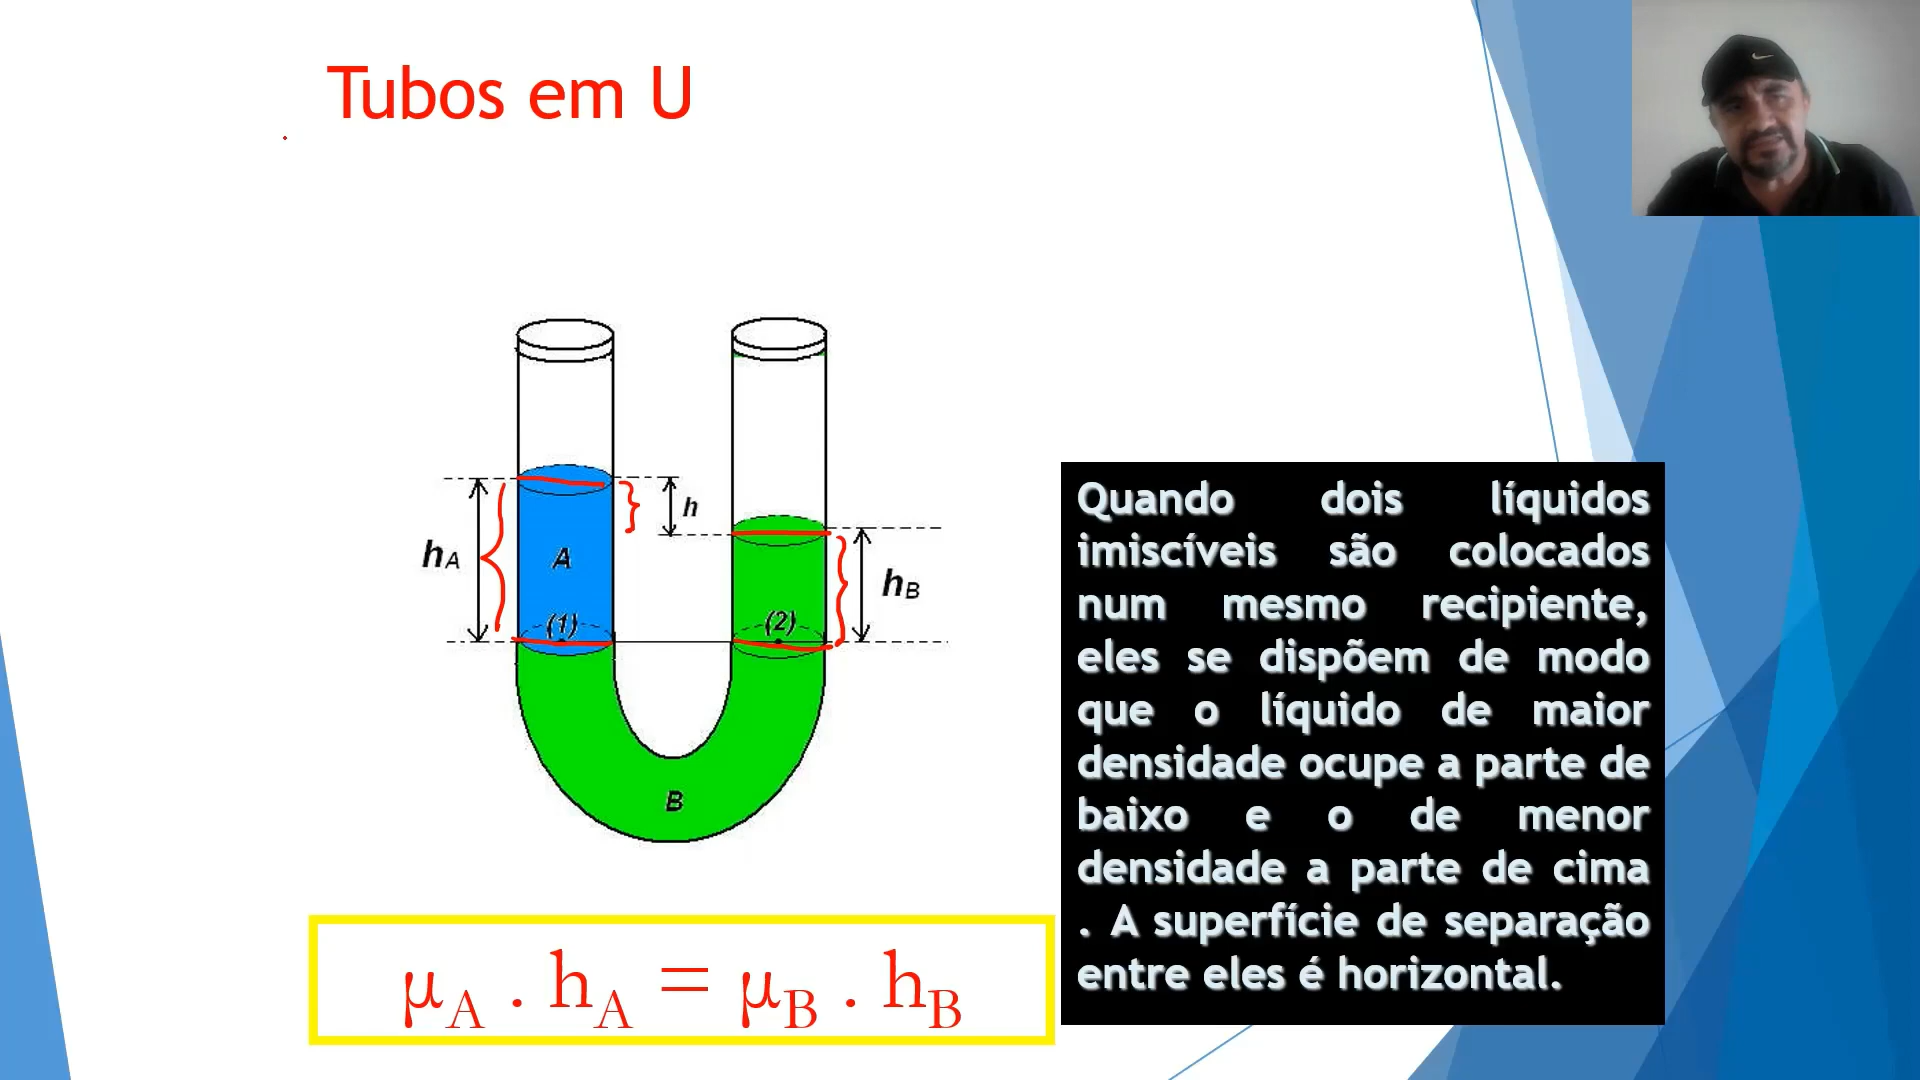 Tubos em U
h
hA
A
hB
(1)
(2)
B
Quando dois líquidos
imiscíveis são colocados
num mesmo recipiente,
eles se dispõem de modo
que o líquido de maior
densidade ocupe a parte de
baixo e o de menor
densidade a parte de cima
. A superfície de separação
entre eles é horizontal.
μA . hA = μB . hB